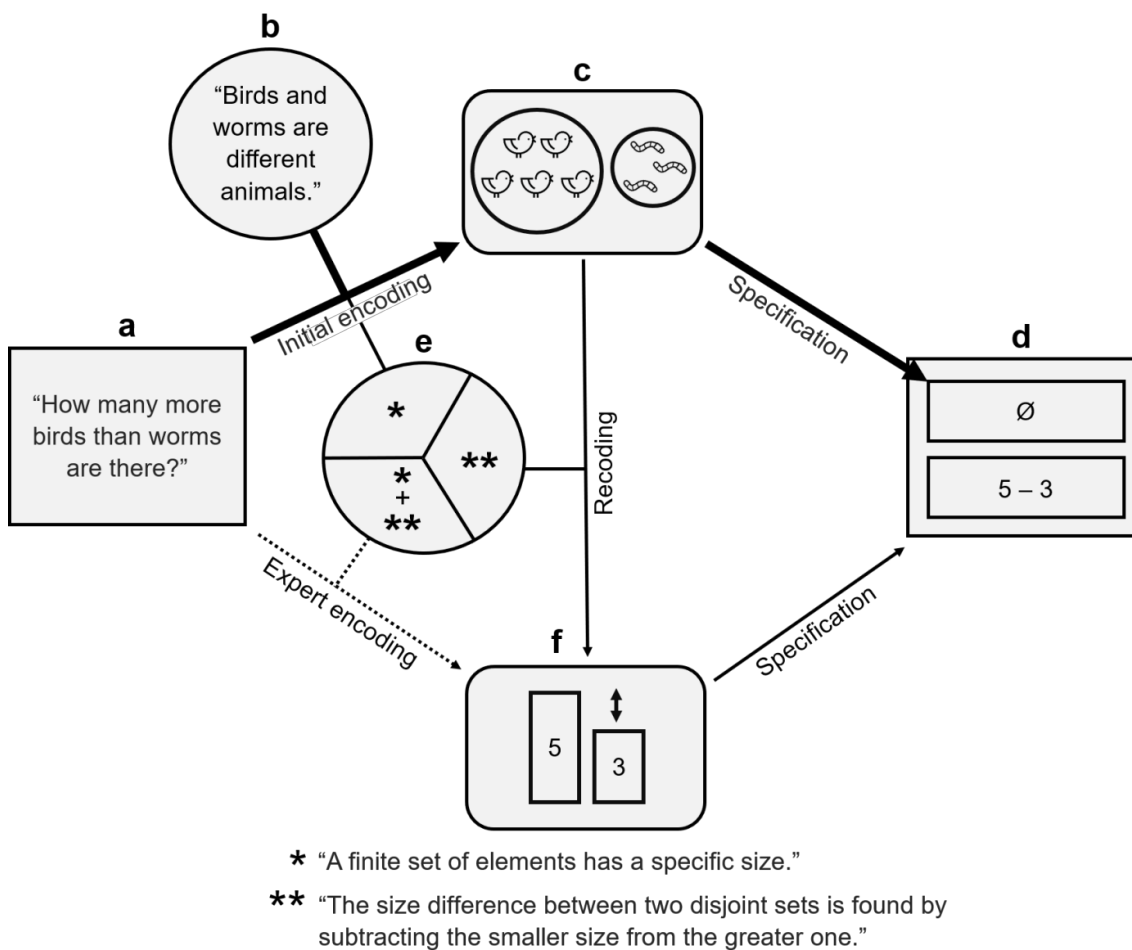 b
“Birds and
worms are
different
animals.”
c
Initial encoding
Specification
a
“How many more
birds than worms
are there?”
e
*
**
*
+
**
d
Ø
5 – 3
Recoding
Expert encoding
Specification
f
5
3
* “A finite set of elements has a specific size.”
** “The size difference between two disjoint sets is found by
subtracting the smaller size from the greater one.”